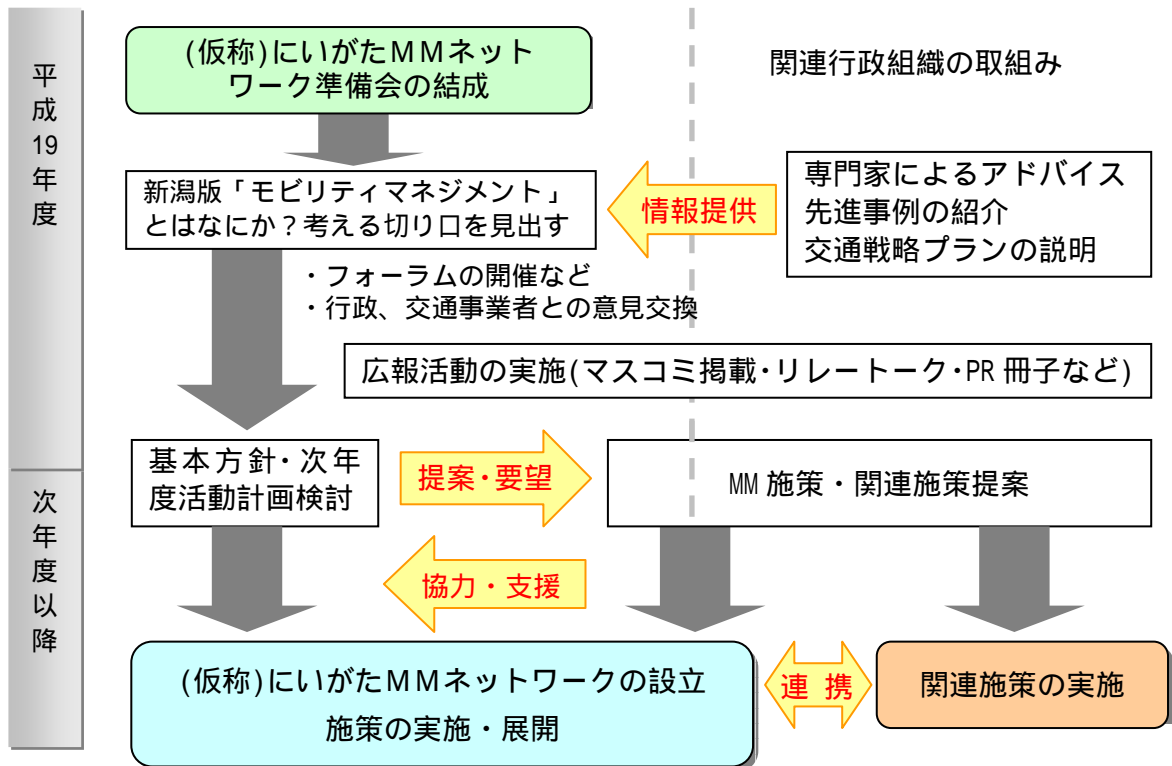 平成19年度
(仮称)にいがたMMネット
ワーク準備会の結成
関連行政組織の取組み
新潟版「モビリティマネジメント」
とはなにか？考える切り口を見出す
情報提供
専門家によるアドバイス
先進事例の紹介
交通戦略プランの説明
・フォーラムの開催など
・行政、交通事業者との意見交換
広報活動の実施(マスコミ掲載・リレートーク・PR冊子など)
基本方針・次年
度活動計画検討
提案・要望
MM施策・関連施策提案
次年度以降
協力・支援
(仮称)にいがたMMネットワークの設立
施策の実施・展開
連携
関連施策の実施